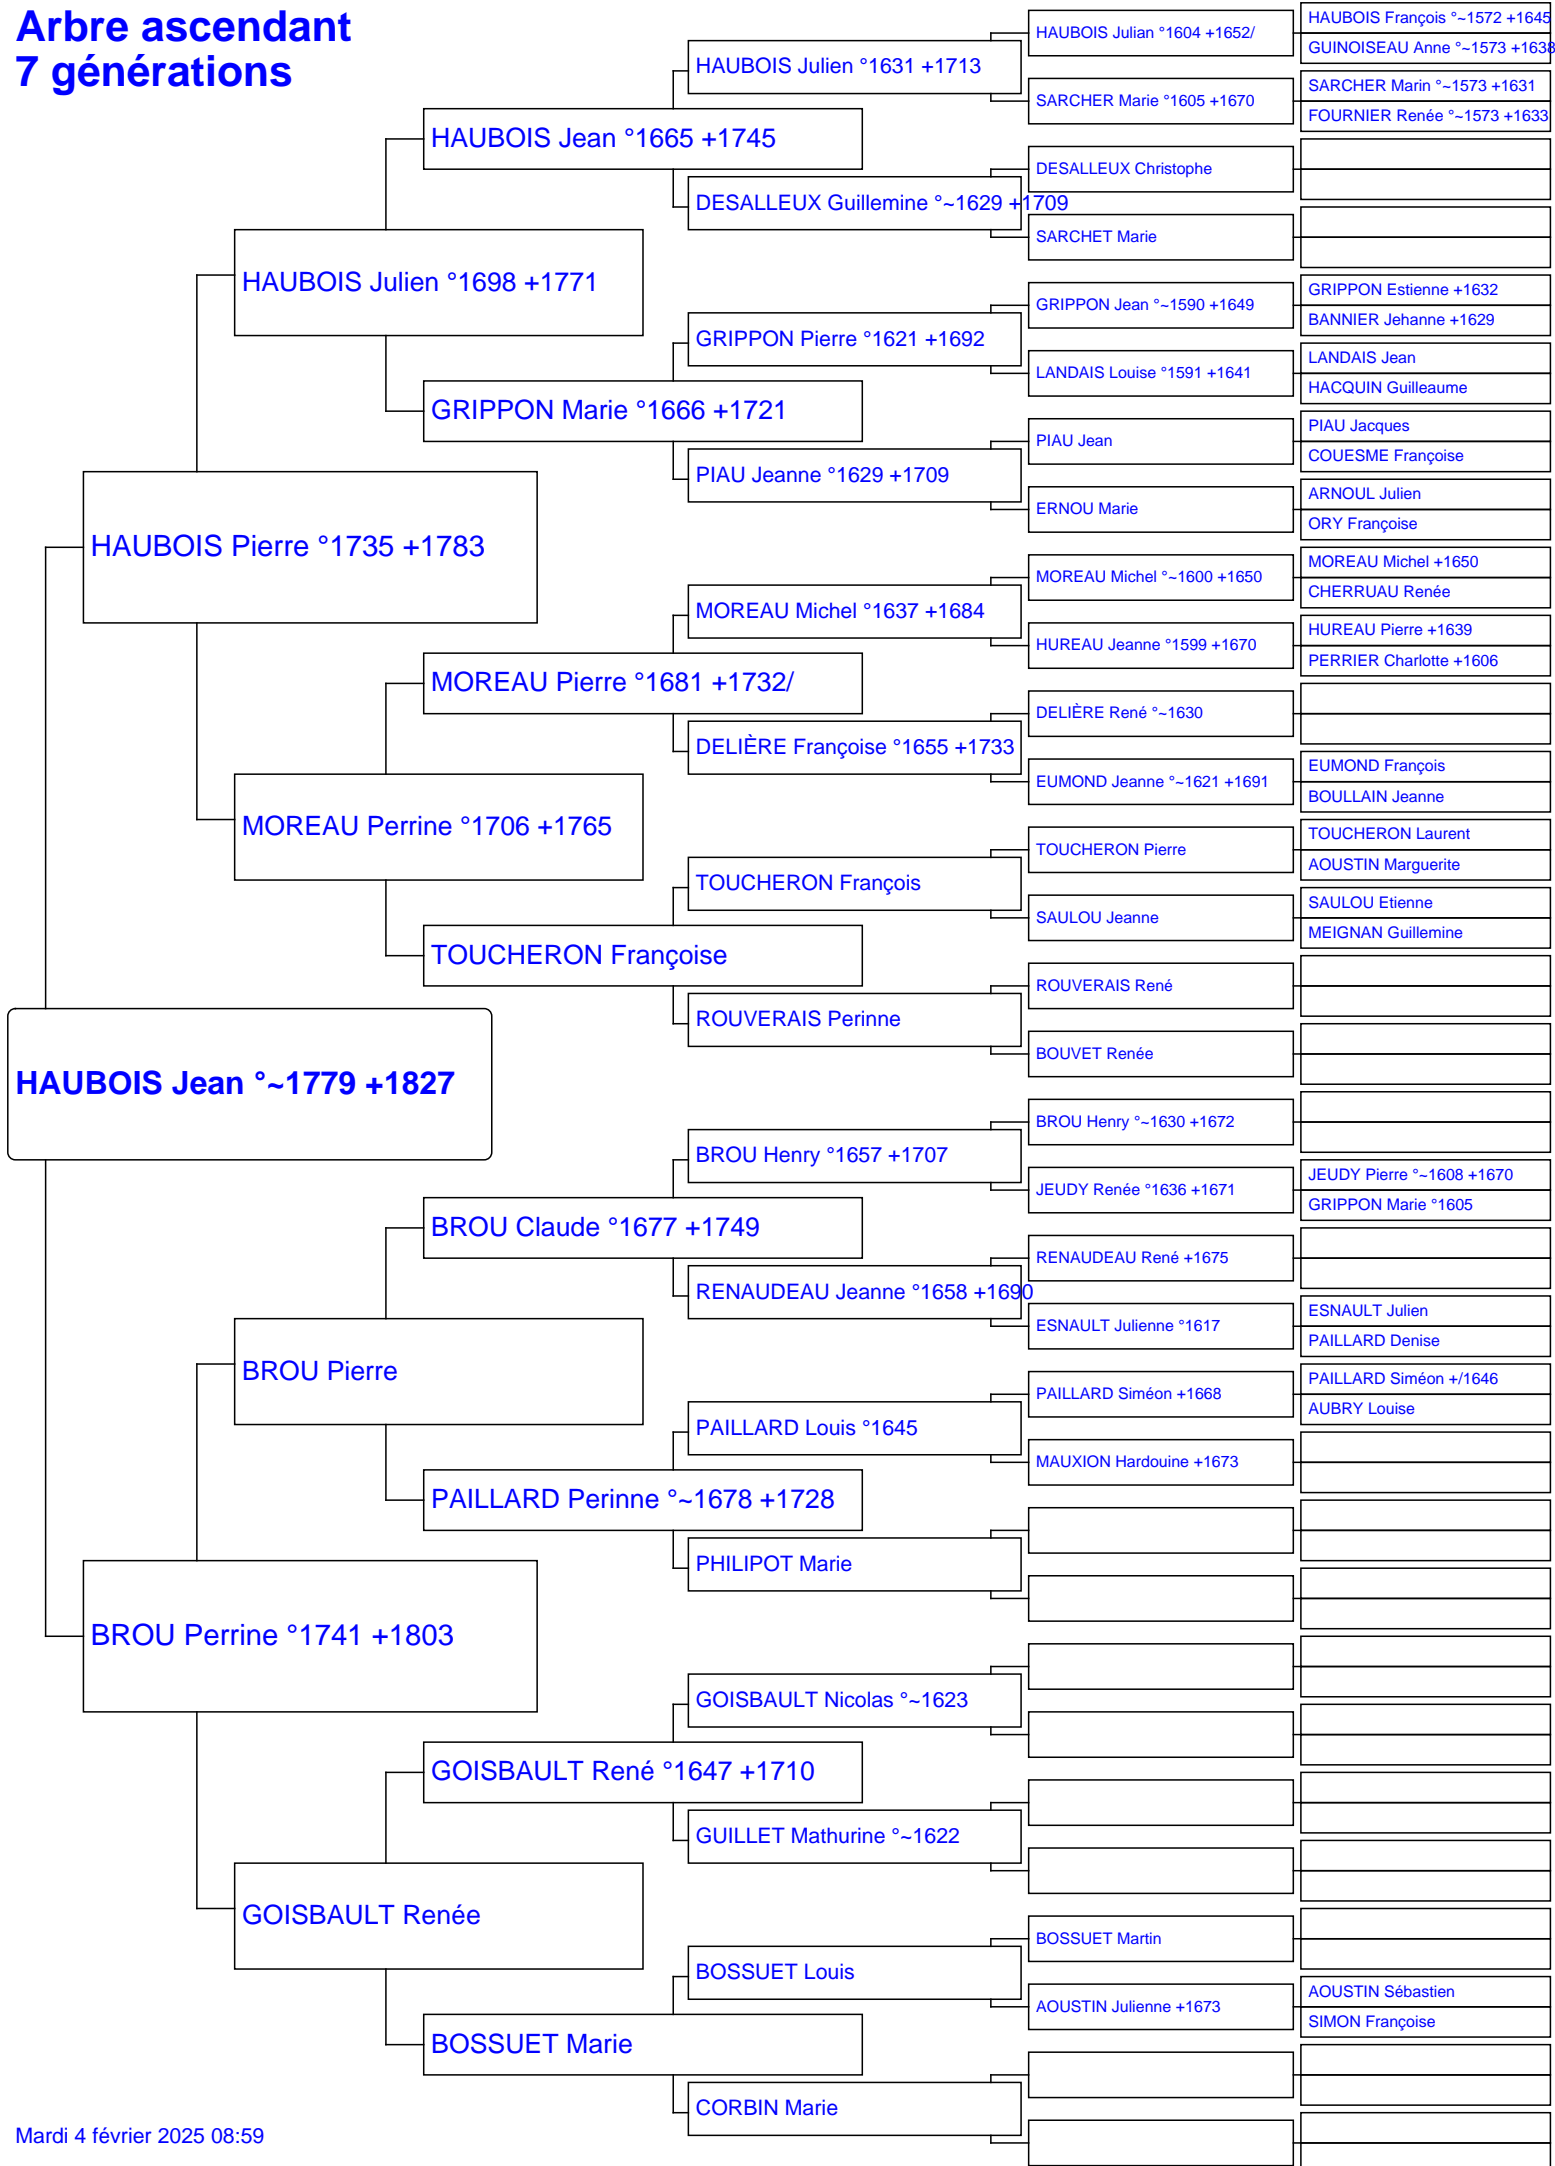 Arbre ascendant
7 générations
HAUBOIS Jean °~1779 +1827
HAUBOIS Pierre °1735 +1783
BROU Perrine °1741 +1803
HAUBOIS Julien °1698 +1771
MOREAU Perrine °1706 +1765
BROU Pierre
GOISBAULT Renée
HAUBOIS Jean °1665 +1745
GRIPPON Marie °1666 +1721
MOREAU Pierre °1681 +1732/
TOUCHERON Françoise
BROU Claude °1677 +1749
PAILLARD Perinne °~1678 +1728
GOISBAULT René °1647 +1710
BOSSUET Marie
HAUBOIS Julien °1631 +1713
DESALLEUX Guillemine °~1629 +1709
GRIPPON Pierre °1621 +1692
PIAU Jeanne °1629 +1709
MOREAU Michel °1637 +1684
DELIÈRE Françoise °1655 +1733
TOUCHERON François
ROUVERAIS Perinne
BROU Henry °1657 +1707
RENAUDEAU Jeanne °1658 +1690
PAILLARD Louis °1645
PHILIPOT Marie
GOISBAULT Nicolas °~1623
GUILLET Mathurine °~1622
BOSSUET Louis
CORBIN Marie
HAUBOIS Julian °1604 +1652/
SARCHER Marie °1605 +1670
DESALLEUX Christophe
SARCHET Marie
GRIPPON Jean °~1590 +1649
LANDAIS Louise °1591 +1641
PIAU Jean
ERNOU Marie
MOREAU Michel °~1600 +1650
HUREAU Jeanne °1599 +1670
DELIÈRE René °~1630
EUMOND Jeanne °~1621 +1691
TOUCHERON Pierre
SAULOU Jeanne
ROUVERAIS René
BOUVET Renée
BROU Henry °~1630 +1672
JEUDY Renée °1636 +1671
RENAUDEAU René +1675
ESNAULT Julienne °1617
PAILLARD Siméon +1668
MAUXION Hardouine +1673
BOSSUET Martin
AOUSTIN Julienne +1673
HAUBOIS François °~1572 +1645
GUINOISEAU Anne °~1573 +1638
SARCHER Marin °~1573 +1631
FOURNIER Renée °~1573 +1633
GRIPPON Estienne +1632
BANNIER Jehanne +1629
LANDAIS Jean
HACQUIN Guilleaume
PIAU Jacques
COUESME Françoise
ARNOUL Julien
ORY Françoise
MOREAU Michel +1650
CHERRUAU Renée
HUREAU Pierre +1639
PERRIER Charlotte +1606
EUMOND François
BOULLAIN Jeanne
TOUCHERON Laurent
AOUSTIN Marguerite
SAULOU Etienne
MEIGNAN Guillemine
JEUDY Pierre °~1608 +1670
GRIPPON Marie °1605
ESNAULT Julien
PAILLARD Denise
PAILLARD Siméon +/1646
AUBRY Louise
AOUSTIN Sébastien
SIMON Françoise
Mardi 4 février 2025 08:59